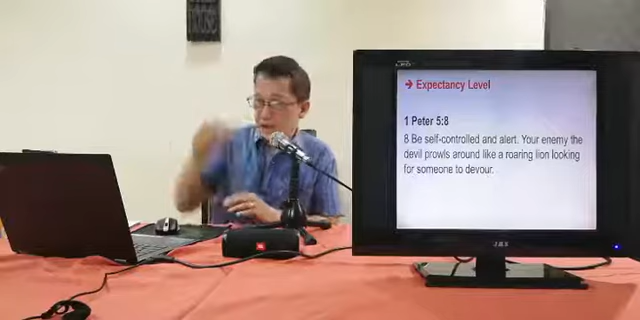 ➔ Expectancy Level
1 Peter 5:8
8 Be self-controlled and alert. Your enemy the
devil prowls around like a roaring lion looking
for someone to devour.
JBL